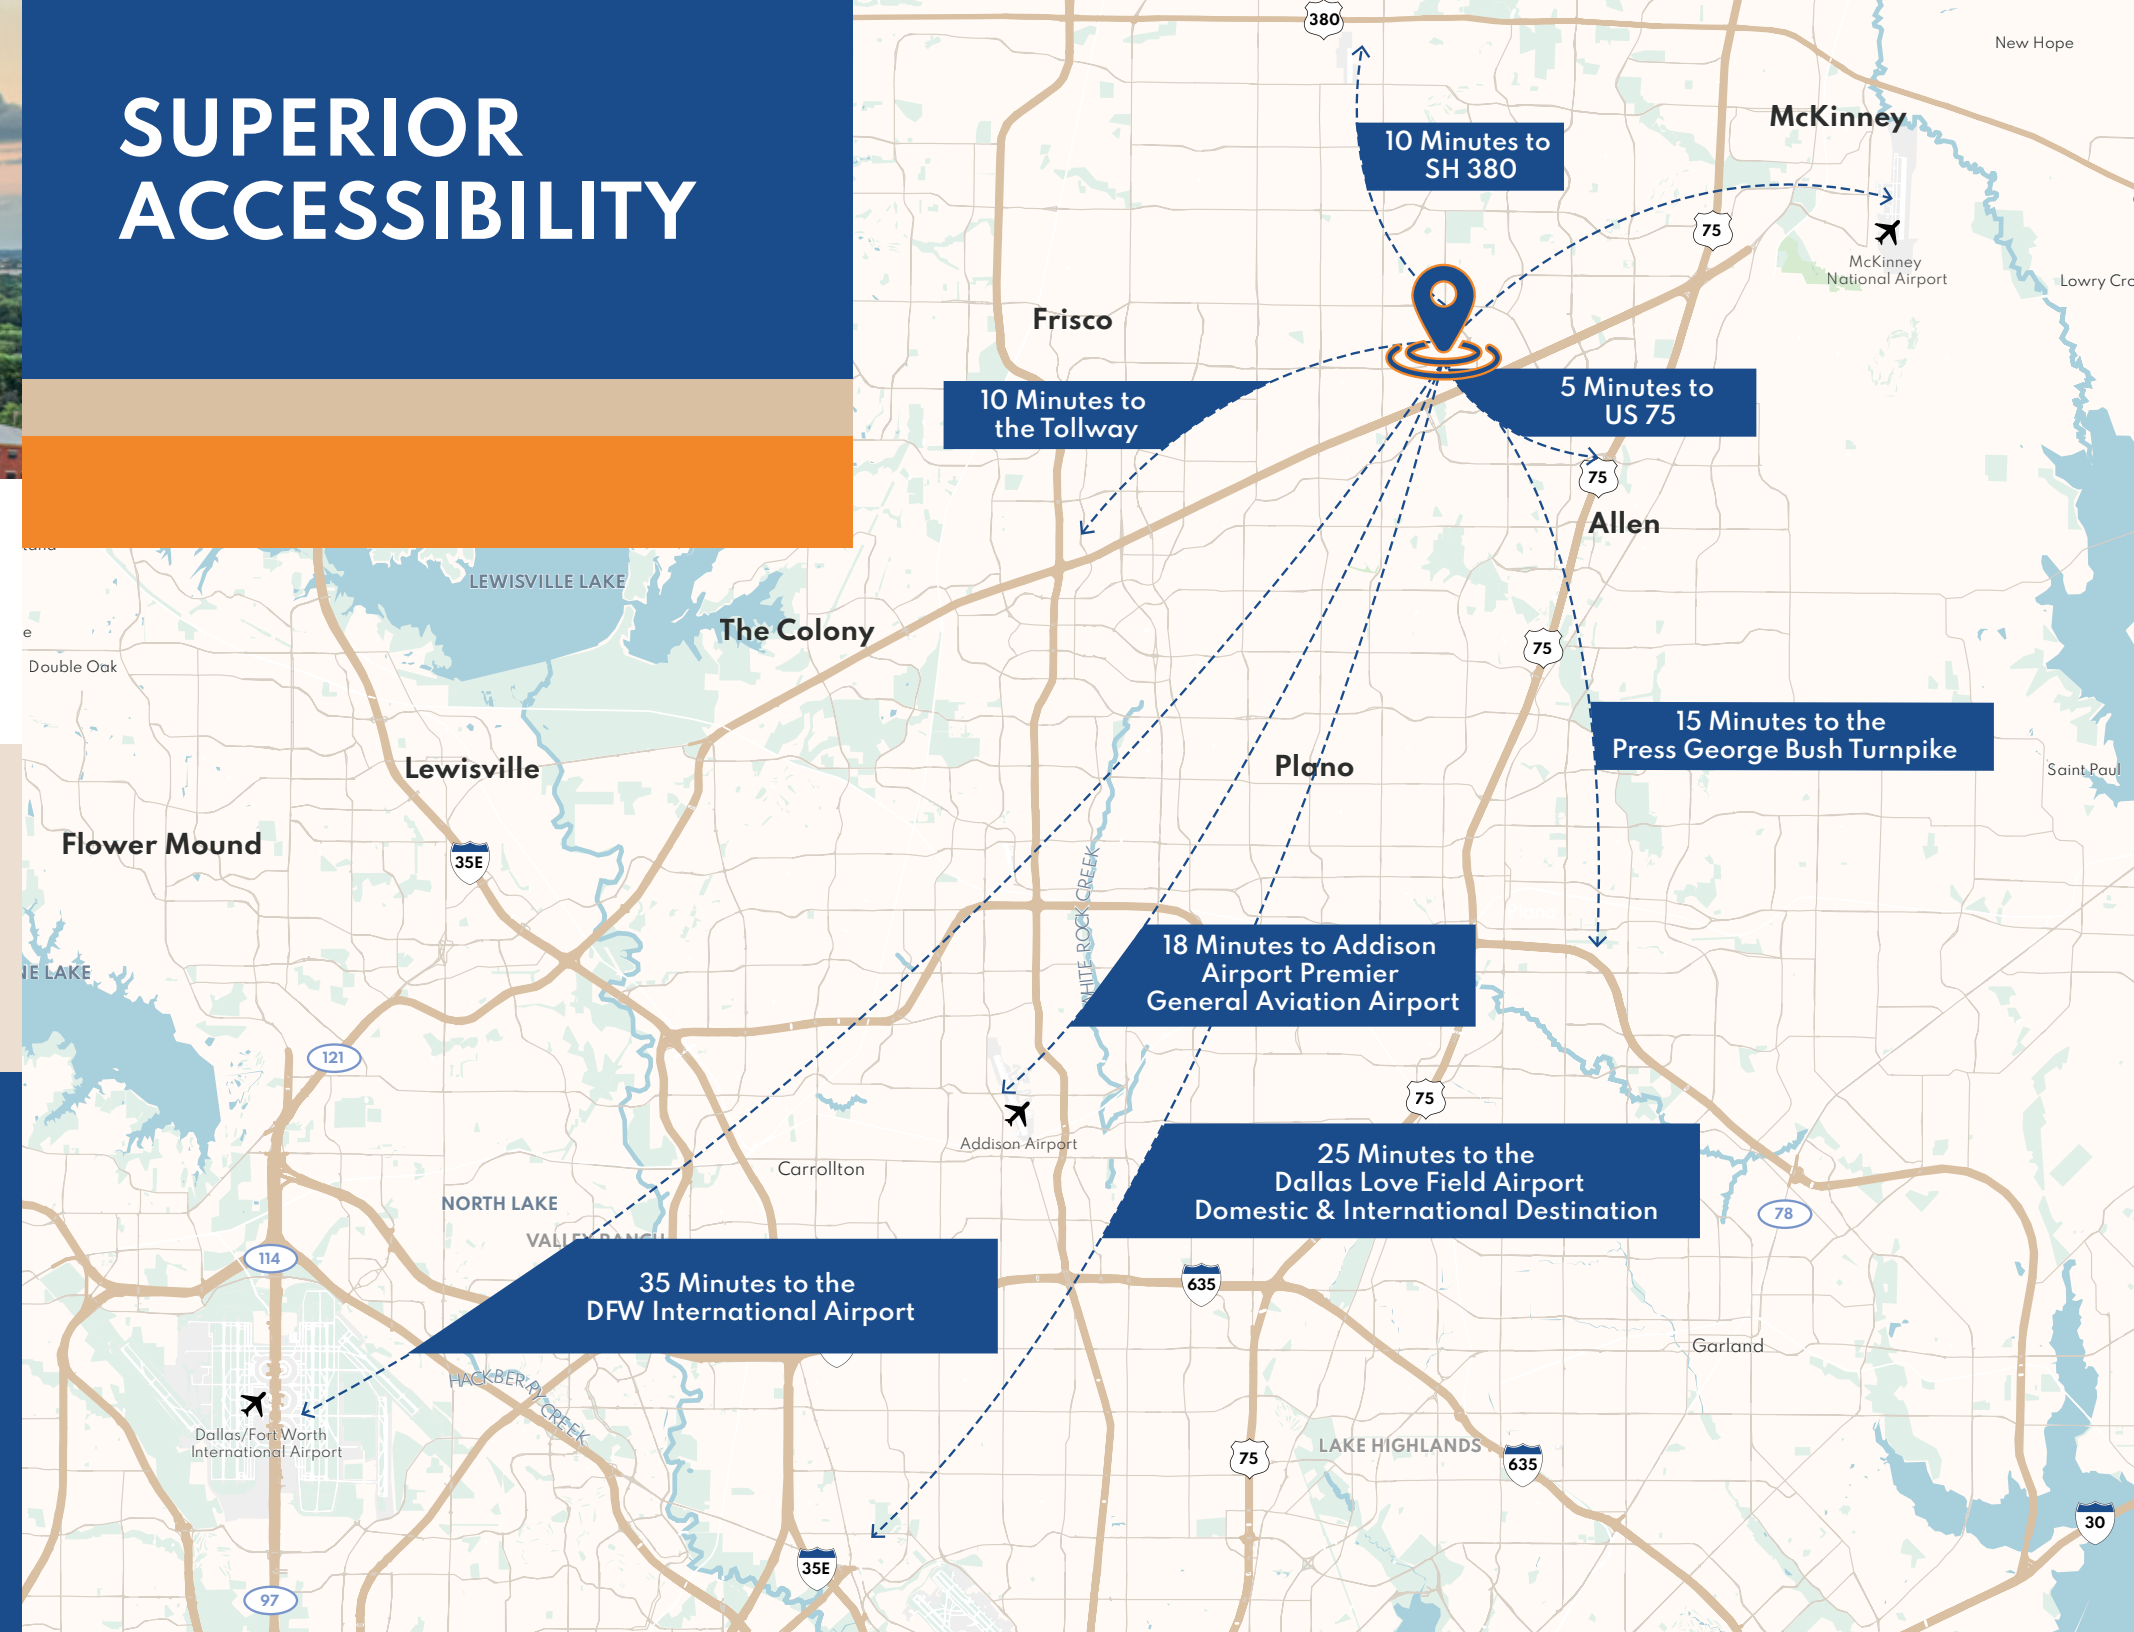 SUPERIOR
ACCESSIBILITY
380
New Hope
McKinney
10 Minutes to
SH 380
75
McKinney
National Airport
Lowry Cro
Frisco
10 Minutes to
the Tollway
5 Minutes to
US 75
75
Allen
LEWISVILLE LAKE
The Colony
75
Double Oak
15 Minutes to the
Press George Bush Turnpike
Lewisville
Plano
Saint Paul
Flower Mound
35E
WHITE ROCK CREEK
18 Minutes to Addison
Airport Premier
General Aviation Airport
NE LAKE
121
75
Addison Airport
Carrollton
25 Minutes to the
Dallas Love Field Airport
Domestic & International Destination
NORTH LAKE
VALLEY RANCH
78
114
35 Minutes to the
DFW International Airport
635
Garland
HACKBERRY CREEK
Dallas/Fort Worth
International Airport
75
LAKE HIGHLANDS
635
30
35E
97